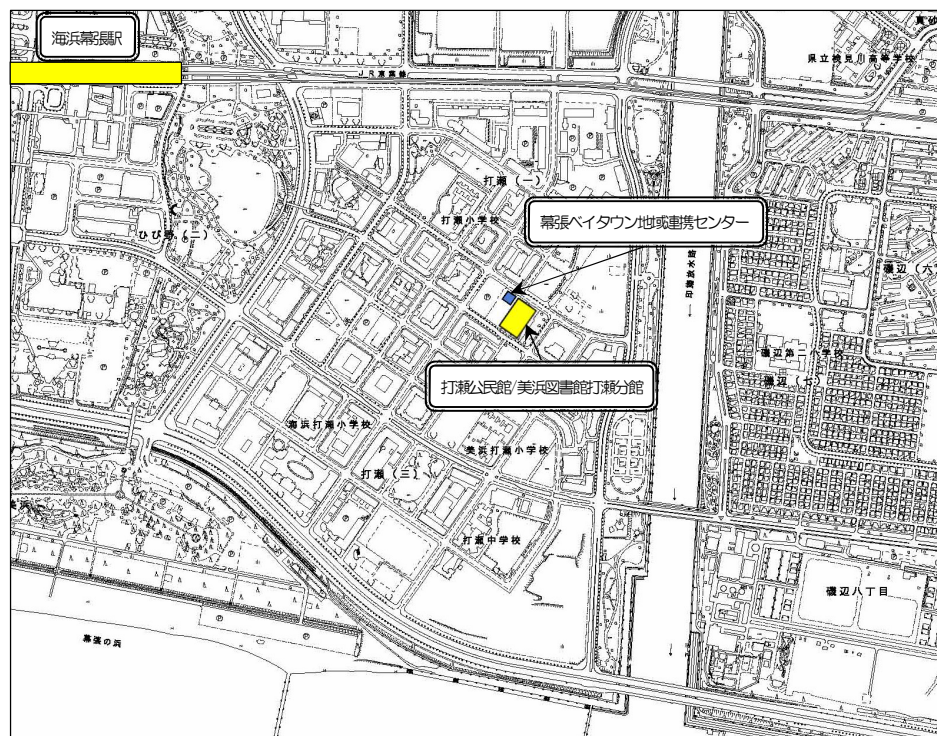 海浜幕張駅
県立検見川高等学校
JR京葉線
打瀬(一)
打瀬小学校
幕張ベイタウン地域連携センター
ひび野(二)
磯辺(六)
磯辺第二小学校
磯辺(七)
打瀬公民館/美浜図書館打瀬分館
海浜打瀬小学校
美浜打瀬小学校
打瀬(三)
打瀬中学校
磯辺八丁目
幕張の浜